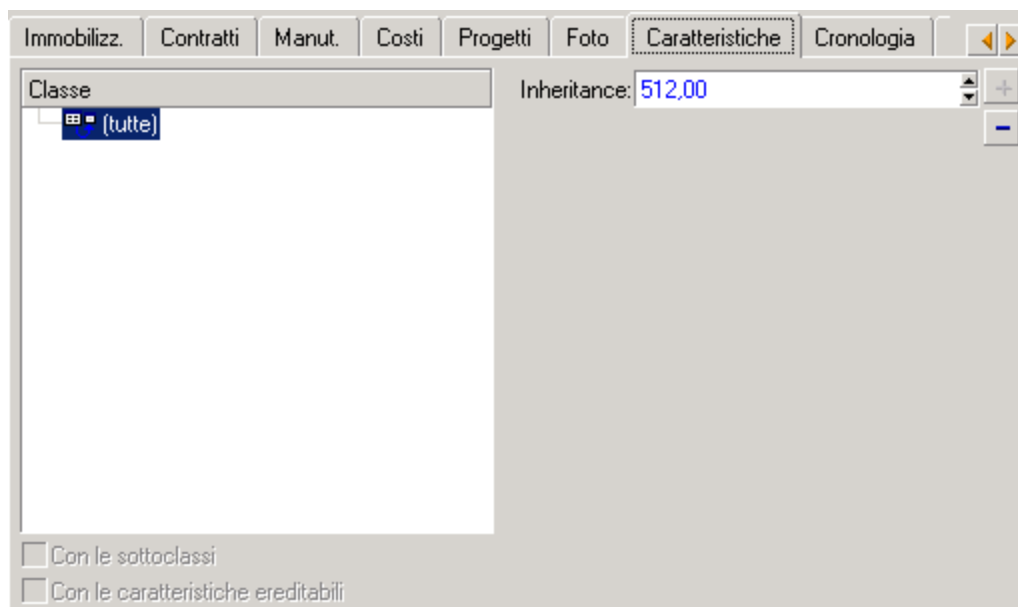 Immobilizz. Contratti Manut. Costi Progetti Foto Caratteristiche Cronologia
Classe
Inheritance: 512,00
(tutte)
Con le sottoclassi
Con le caratteristiche ereditabili